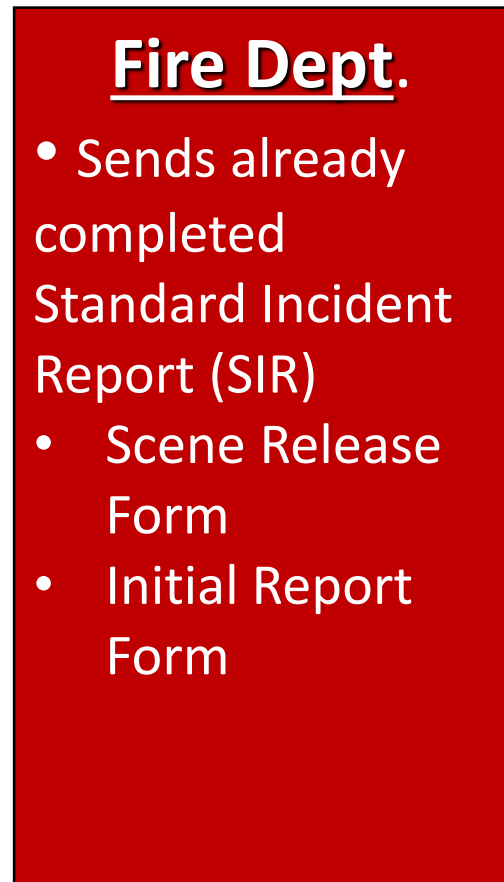 Fire Dept.
• Sends already
completed
Standard Incident
Report (SIR)
• Scene Release
Form
• Initial Report
Form